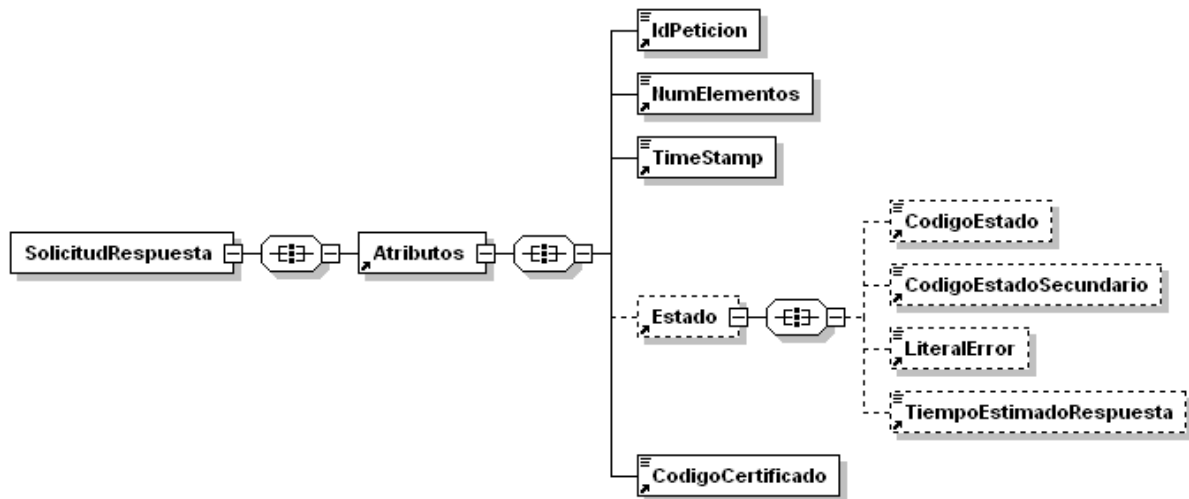 IdPeticion
NumElementos
TimeStamp
SolicitudRespuesta
Atributos
Estado
CodigoEstado
CodigoEstadoSecundario
LiteralError
TiempoEstimadoRespuesta
CodigoCertificado